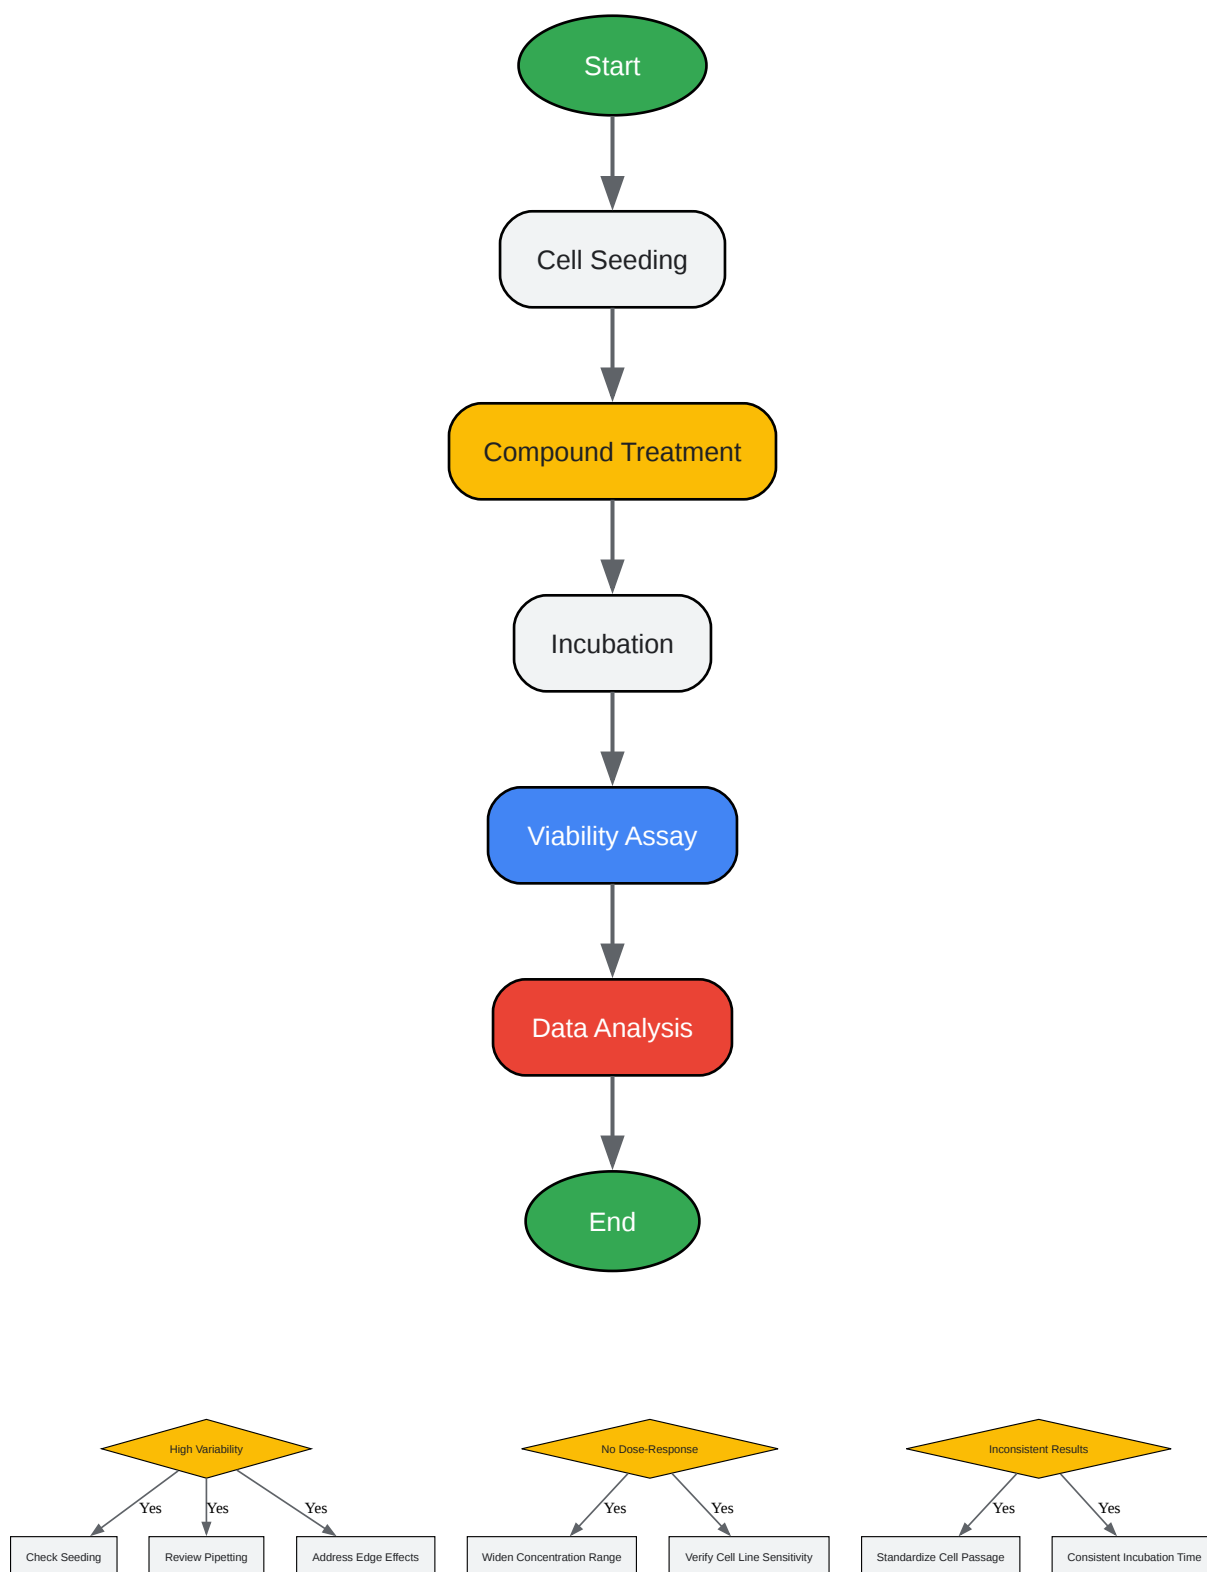 Start
Cell Seeding
Compound Treatment
Incubation
Viability Assay
Data Analysis
End
High Variability
No Dose-Response
Inconsistent Results
Yes
Yes
Yes
Yes
Yes
Yes
Yes
Check Seeding
Review Pipetting
Address Edge Effects
Widen Concentration Range
Verify Cell Line Sensitivity
Standardize Cell Passage
Consistent Incubation Time